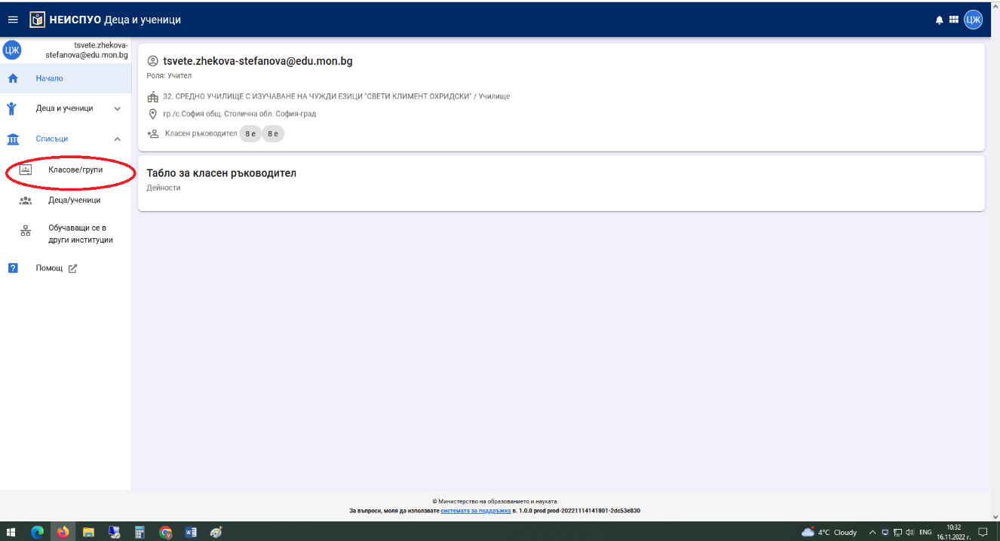 НЕИСПУО Деца и ученици
ЦЖ
ЦЖ
tsvete.zhekova-
stefanova@edu.mon.bg
Начало
Деца и ученици
Списъци
Класове/групи
Деца/ученици
Обучаващи се в
други институции
Помощ
tsvete.zhekova-stefanova@edu.mon.bg
Роля: Учител
32. СРЕДНО УЧИЛИЩЕ С ИЗУЧАВАНЕ НА ЧУЖДИ ЕЗИЦИ "СВЕТИ КЛИМЕНТ ОХРИДСКИ" / Училище
гр./с.София общ. Столична обл. София-град
Класен ръководител 8 е 8 е
Табло за класен ръководител
Дейности
© Министерство на образованието и науката
За въпроси, моля да използвате системата за поддръжка в. 1.0.0 prod prod-20221114141801-2dc53e830
4°C Cloudy
ENG
10:32
16.11.2022 г.